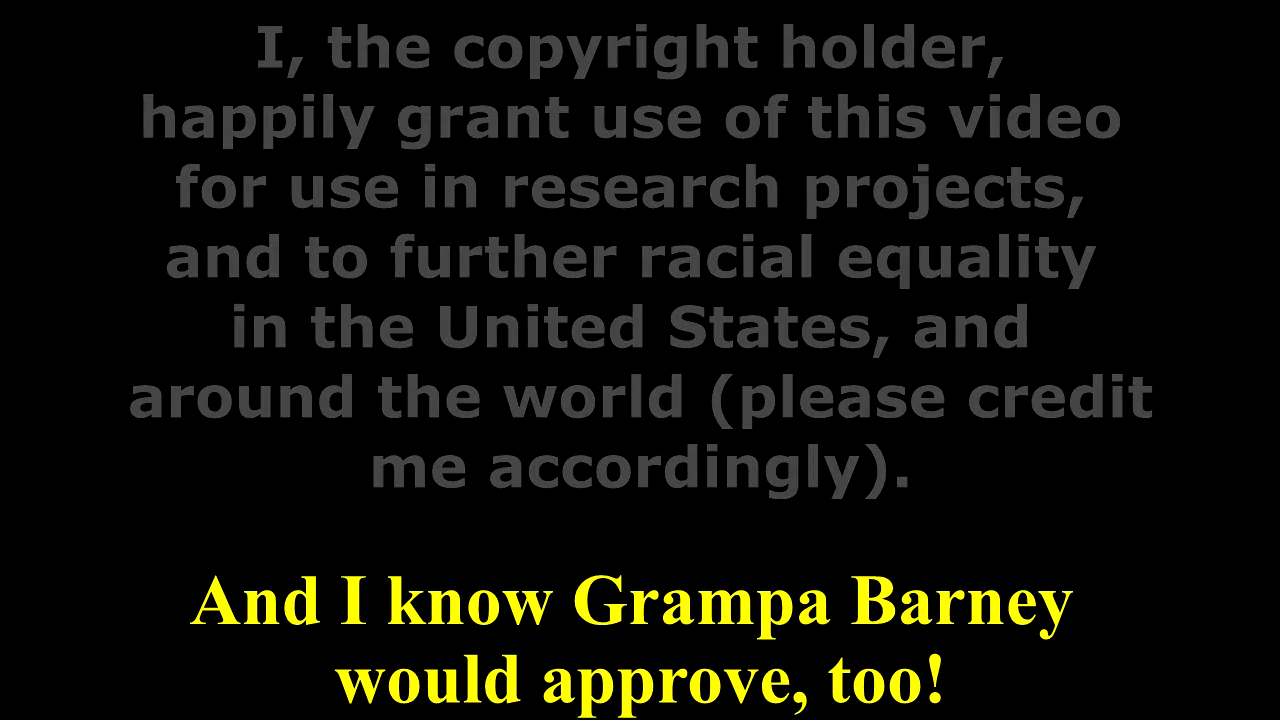 I, the copyright holder,
happily grant use of this video
for use in research projects,
and to further racial equality
in the United States, and
around the world (please credit
me accordingly).
And I know Grampa Barney
would approve, too!